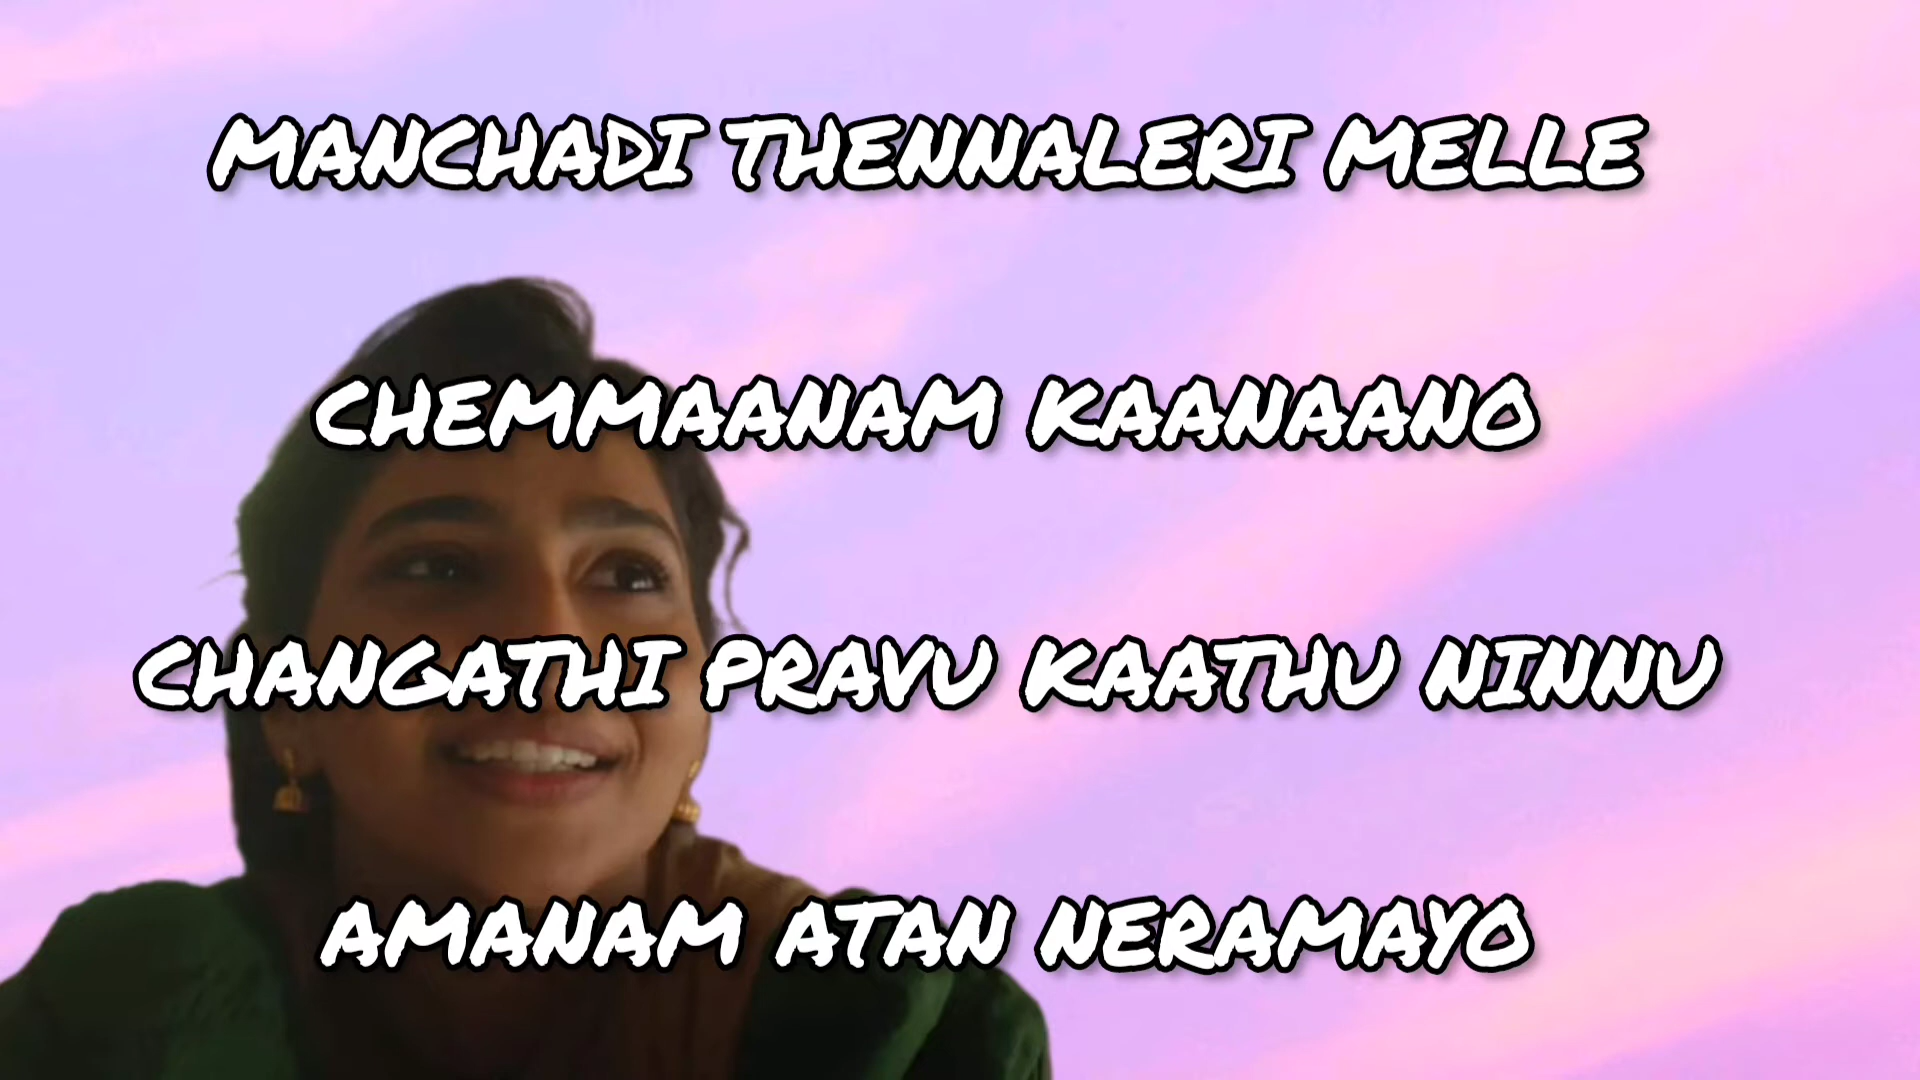 MANCHADI THENNALERI MELLE
CHEMMAANAM KAANAANO
CHANGATHI PRAVU KAATHU NINNU
AMANAM ATAN NERAMAYO